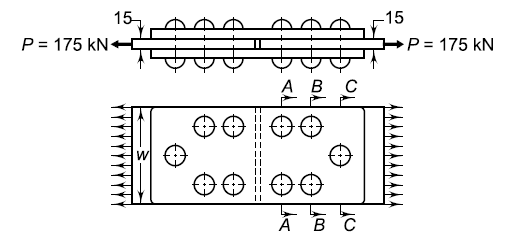 15 15
P = 175 kN P = 175 kN
A B C
w
A B C